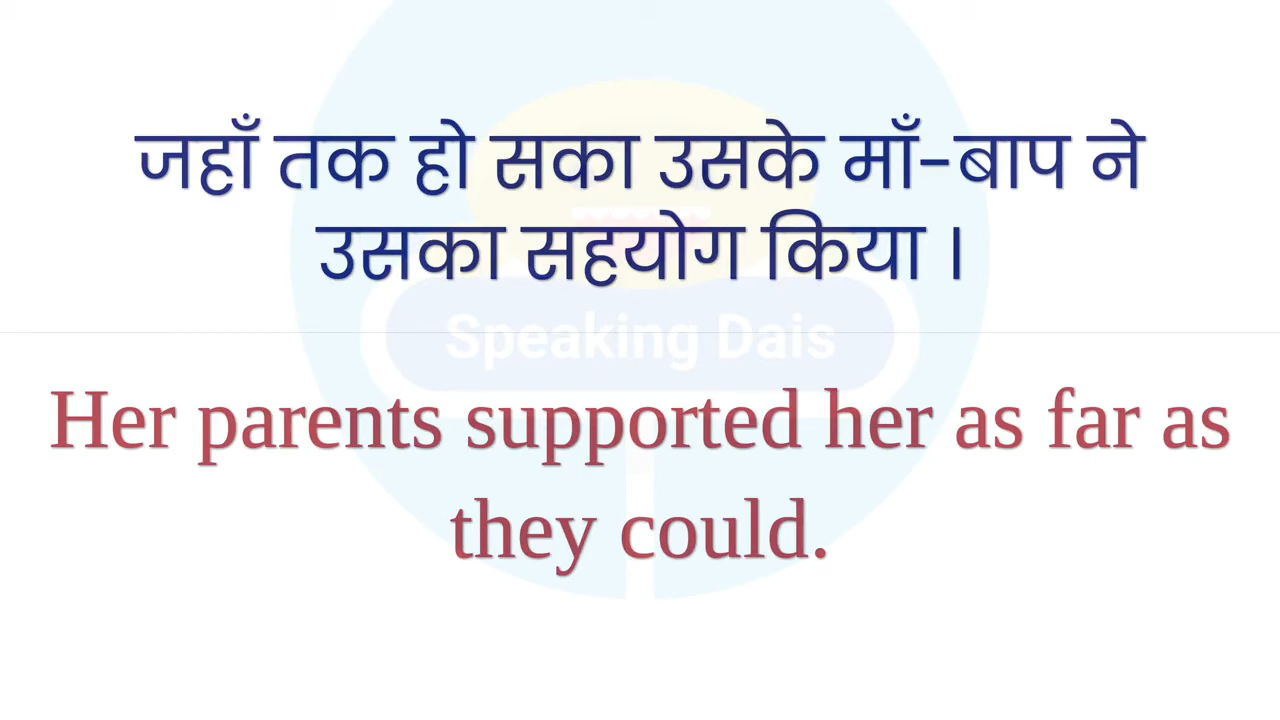 जहाँ तक हो सका उसके माँ-बाप ने
उसका सहयोग किया ।
Speaking Dais
Her parents supported her as far as
they could.